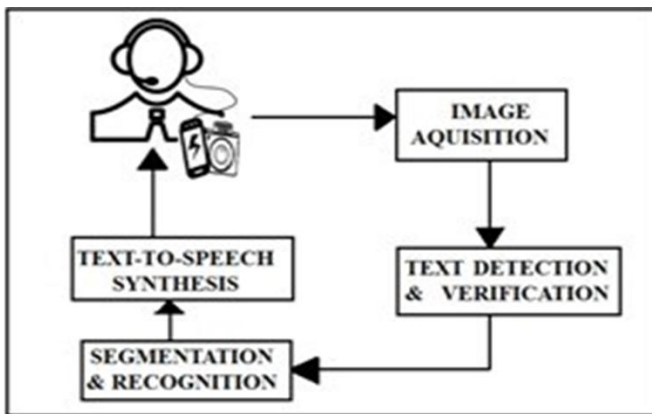 IMAGE
AQUISITION
TEXT DETECTION
& VERIFICATION
SEGMENTATION
& RECOGNITION
TEXT-TO-SPEECH
SYNTHESIS